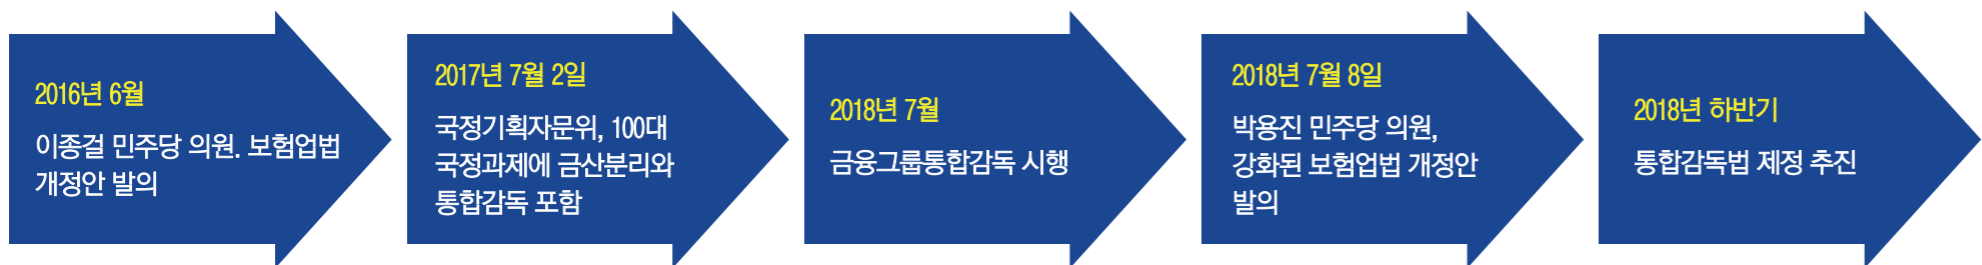 2016년 6월
이종걸 민주당 의원. 보험업법
개정안 발의
2017년 7월 2일
국정기획자문위, 100대
국정과제에 금산분리와
통합감독 포함
2018년 7월
금융그룹통합감독 시행
2018년 7월 8일
박용진 민주당 의원,
강화된 보험업법 개정안
발의
2018년 하반기
통합감독법 제정 추진